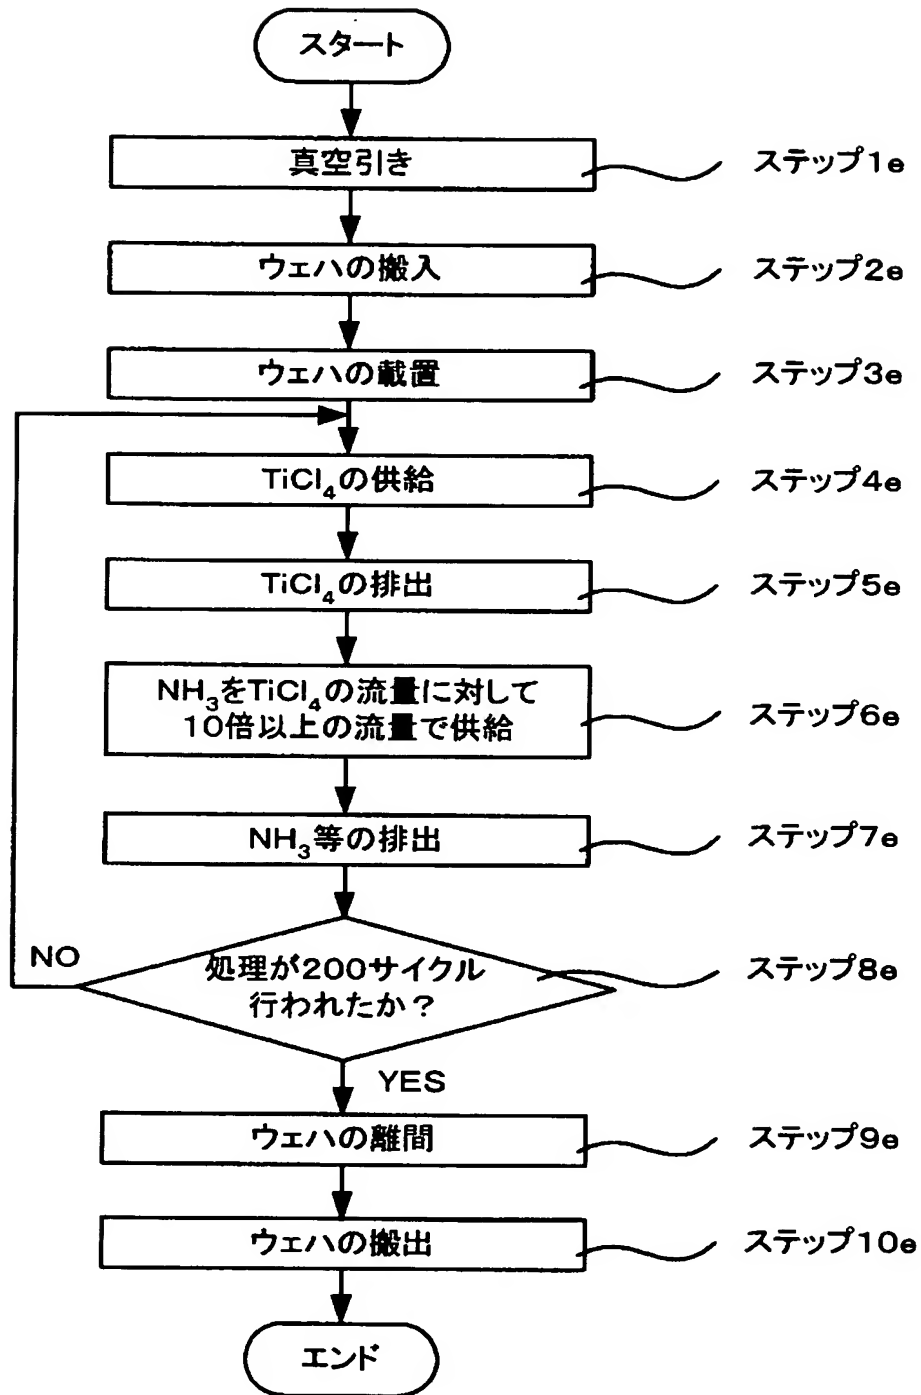 スタート
真空引き
ステップ1e
ウェハの搬入
ステップ2e
ウェハの載置
ステップ3e
TiCl₄の供給
ステップ4e
TiCl₄の排出
ステップ5e
NH₃をTiCl₄の流量に対して
10倍以上の流量で供給
ステップ6e
NH₃等の排出
ステップ7e
NO
処理が200サイクル
行われたか?
ステップ8e
YES
ウェハの離間
ステップ9e
ウェハの搬出
ステップ10e
エンド